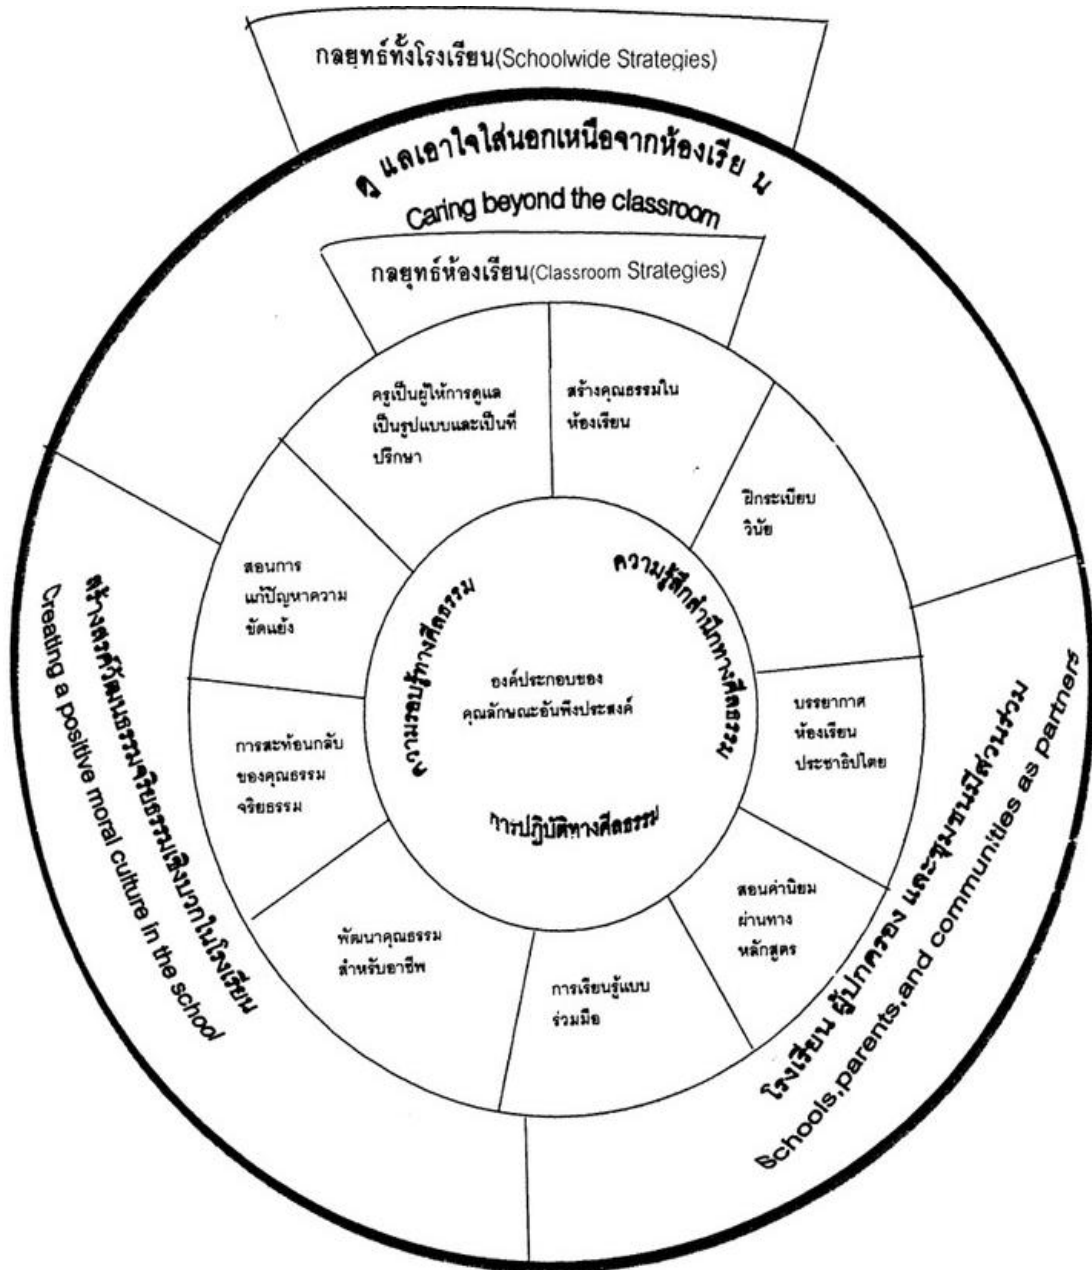 กลยุทธ์ทั้งโรงเรียน(Schoolwide Strategies)
ดู แลเอาใจใส่นอกเหนือจากห้องเรีย น
Caring beyond the classroom
กลยุทธ์ห้องเรียน(Classroom Strategies)
ครูเป็นผู้ให้การดูแล
เป็นรูปแบบและเป็นที่
ปรึกษา
สร้างคุณธรรมใน
ห้องเรียน
ฝึกระเบียบ
วินัย
บรรยากาศ
ห้องเรียน
ประชาธิปไตย
สอนค่านิยม
ผ่านทาง
หลักสูตร
การเรียนรู้แบบ
ร่วมมือ
พัฒนาคุณธรรม
สำหรับอาชีพ
การสะท้อนกลับ
ของคุณธรรม
จริยธรรม
สอนการ
แก้ปัญหาความ
ขัดแย้ง
ความรอบรู้ทางศีลธรรม
ความรู้สึกสำนึกทางศีลธรรม
องค์ประกอบของ
คุณลักษณะอันพึงประสงค์
การปฏิบัติทางศีลธรรม
สร้างสรรค์วัฒนธรรมจริยธรรมเชิงบวกในโรงเรียน
Creating a positive moral culture in the school
โรงเรียน ผู้ปกครอง และชุมชนมีส่วนร่วม
Schools,parents,and communities as partners